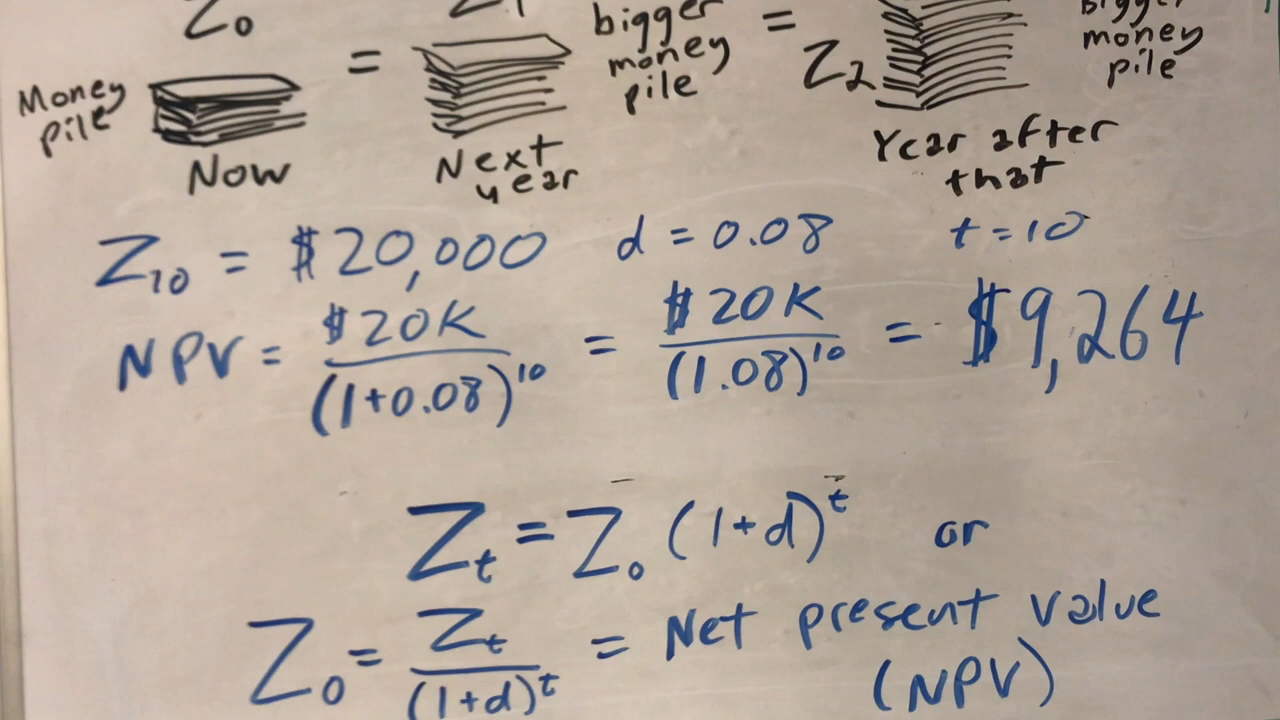 Z₀ = Z₁ bigger money pile = Z₂ bigger money pile
Money pile
Now
Next year
Year after that
Z₁₀ = $20,000 d = 0.08 t = 10
NPV = $20K / (1+0.08)¹⁰ = $20K / (1.08)¹⁰ = $9,264
Zₜ = Z₀ (1+d)ᵗ or
Z₀ = Zₜ / (1+d)ᵗ = Net present value
(NPV)